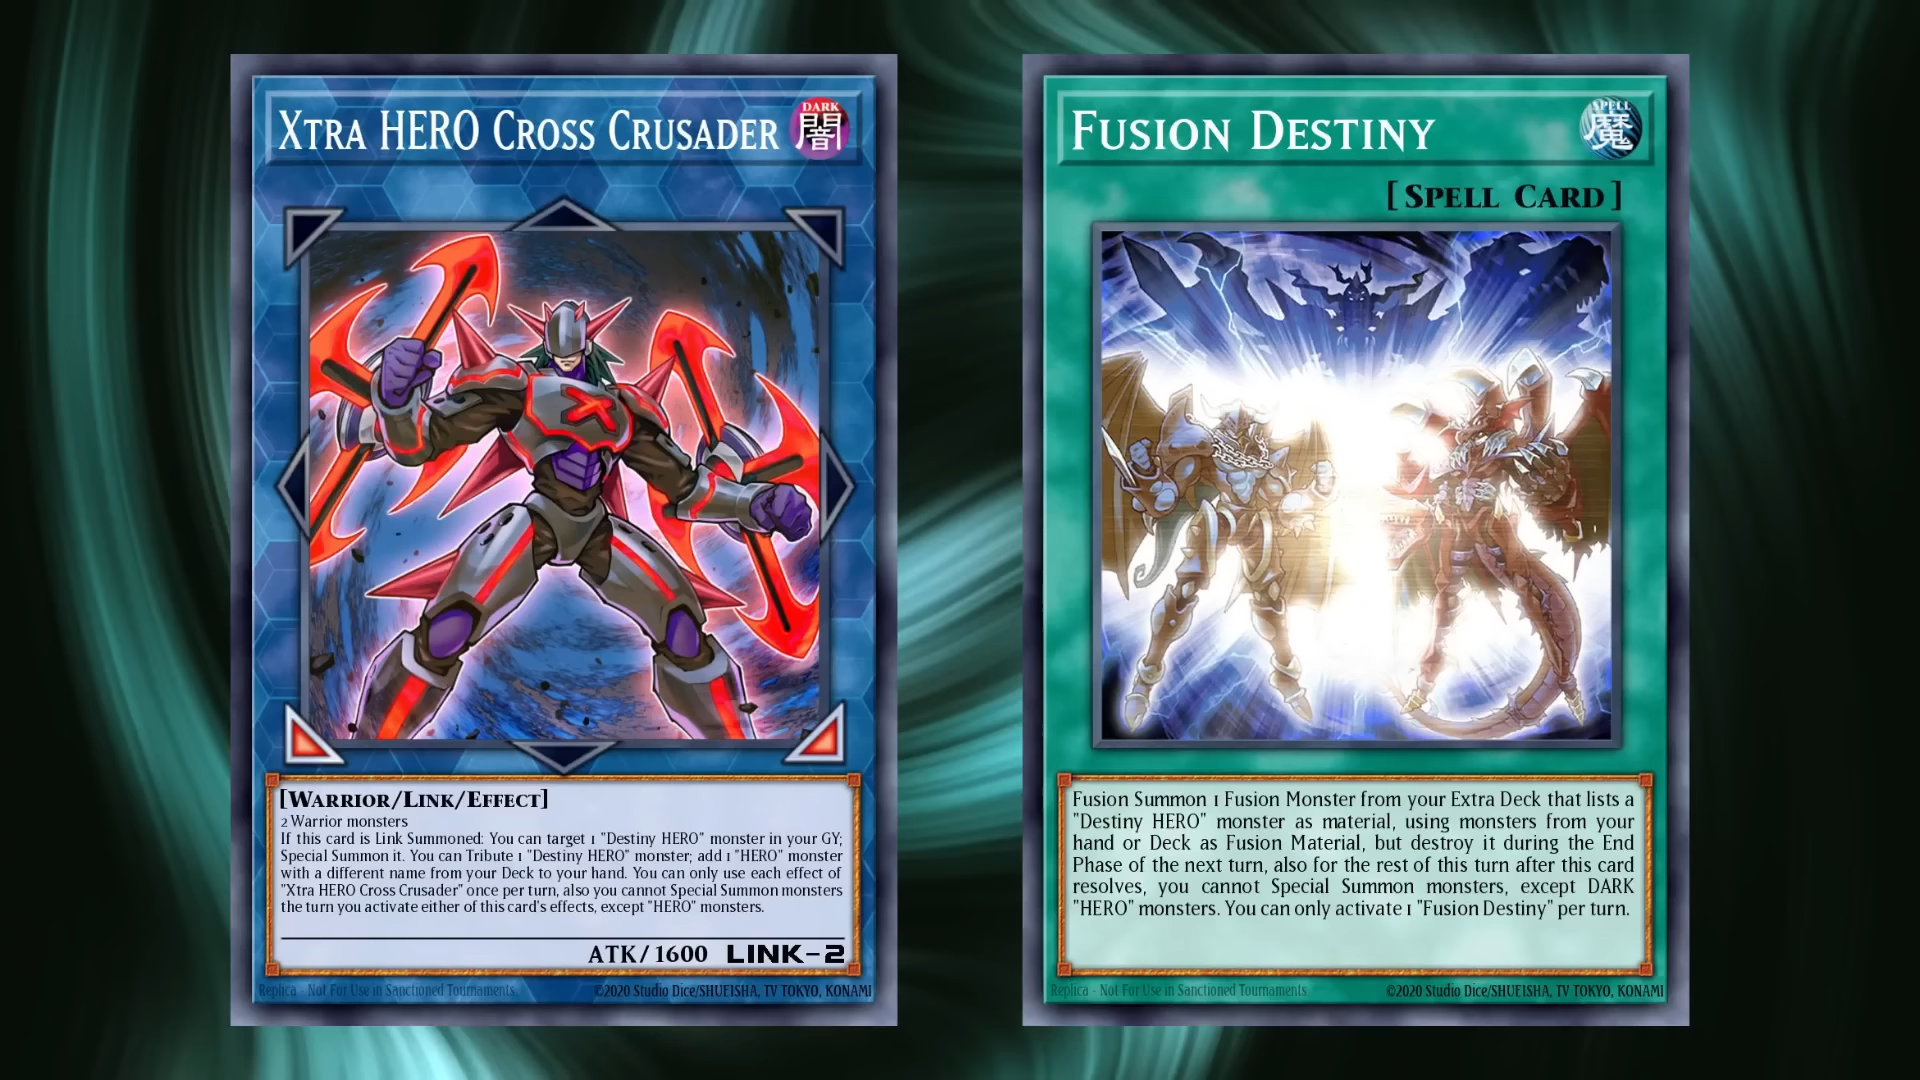 Xtra HERO Cross Crusader
DARK
闇
[Warrior/Link/Effect]
2 Warrior monsters
If this card is Link Summoned: You can target 1 "Destiny HERO" monster in your GY;
Special Summon it. You can Tribute 1 "Destiny HERO" monster; add 1 "HERO" monster
with a different name from your Deck to your hand. You can only use each effect of
"Xtra HERO Cross Crusader" once per turn, also you cannot Special Summon monsters
the turn you activate either of this card's effects, except "HERO" monsters.
ATK/1600 LINK-2
Replica - Not For Use in Sanctioned Tournaments
©2020 Studio Dice/SHUEISHA, TV TOKYO, KONAMI
Fusion Destiny
SPELL
魔
[Spell Card]
Fusion Summon 1 Fusion Monster from your Extra Deck that lists a
"Destiny HERO" monster as material, using monsters from your
hand or Deck as Fusion Material, but destroy it during the End
Phase of the next turn, also for the rest of this turn after this card
resolves, you cannot Special Summon monsters, except DARK
"HERO" monsters. You can only activate 1 "Fusion Destiny" per turn.
Replica - Not For Use in Sanctioned Tournaments
©2020 Studio Dice/SHUEISHA, TV TOKYO, KONAMI